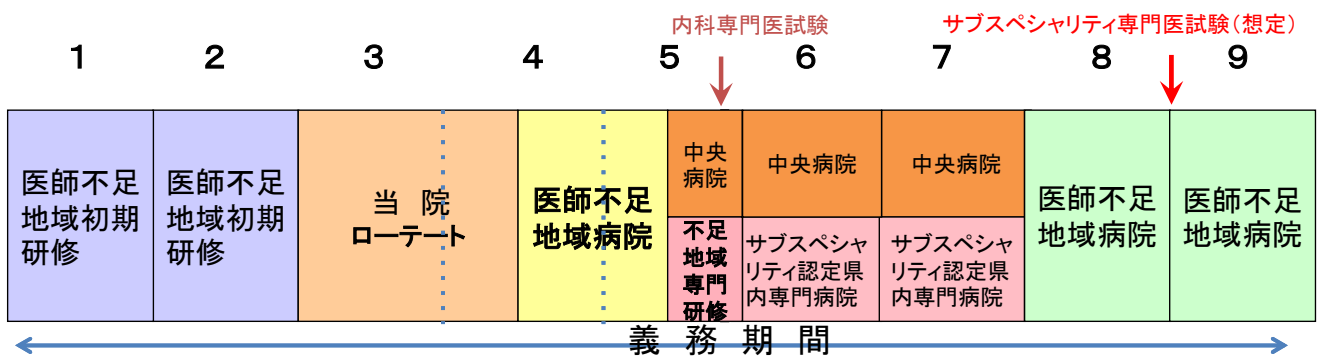 内科専門医試験
サブスペシャリティ専門医試験（想定）
1 2 3 4 5 6 7 8 9
医師不足
地域初期
研修
医師不足
地域初期
研修
当 院
ローテート
医師不足
地域病院
中央
病院
不足
地域
専門
研修
中央病院
サブスペシャ
リティ認定県
内専門病院
中央病院
サブスペシャ
リティ認定県
内専門病院
医師不足
地域病院
医師不足
地域病院
義 務 期 間